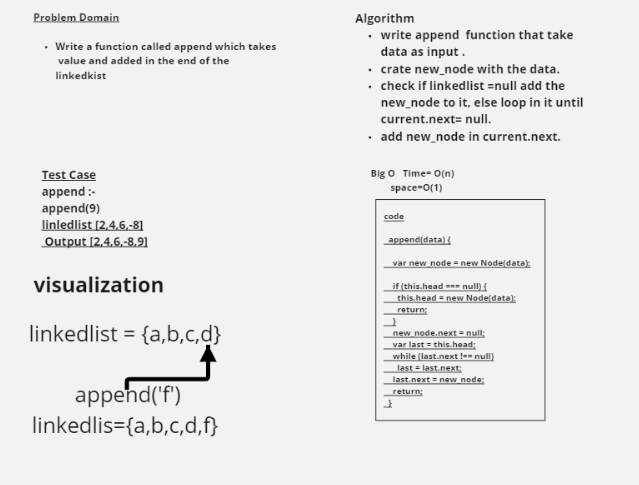 Problem Domain
• Write a function called append which takes
value and added in the end of the
linkedkist
Test Case
append :-
append(9)
linledlist [2,4,6,-8]
Output [2,4,6,-8,9]
visualization
linkedlist = {a,b,c,d}
append('f')
linkedlis={a,b,c,d,f}
Algorithm
• write append function that take
data as input .
• crate new_node with the data.
• check if linkedlist =null add the
new_node to it, else loop in it until
current.next= null.
• add new_node in current.next.
Big O Time= O(n)
space=O(1)
code
append(data) {
var new_node = new Node(data);
if (this.head === null) {
this.head = new Node(data);
return;
}
new_node.next = null;
var last = this.head;
while (last.next !== null)
last = last.next;
last.next = new_node;
return;
}